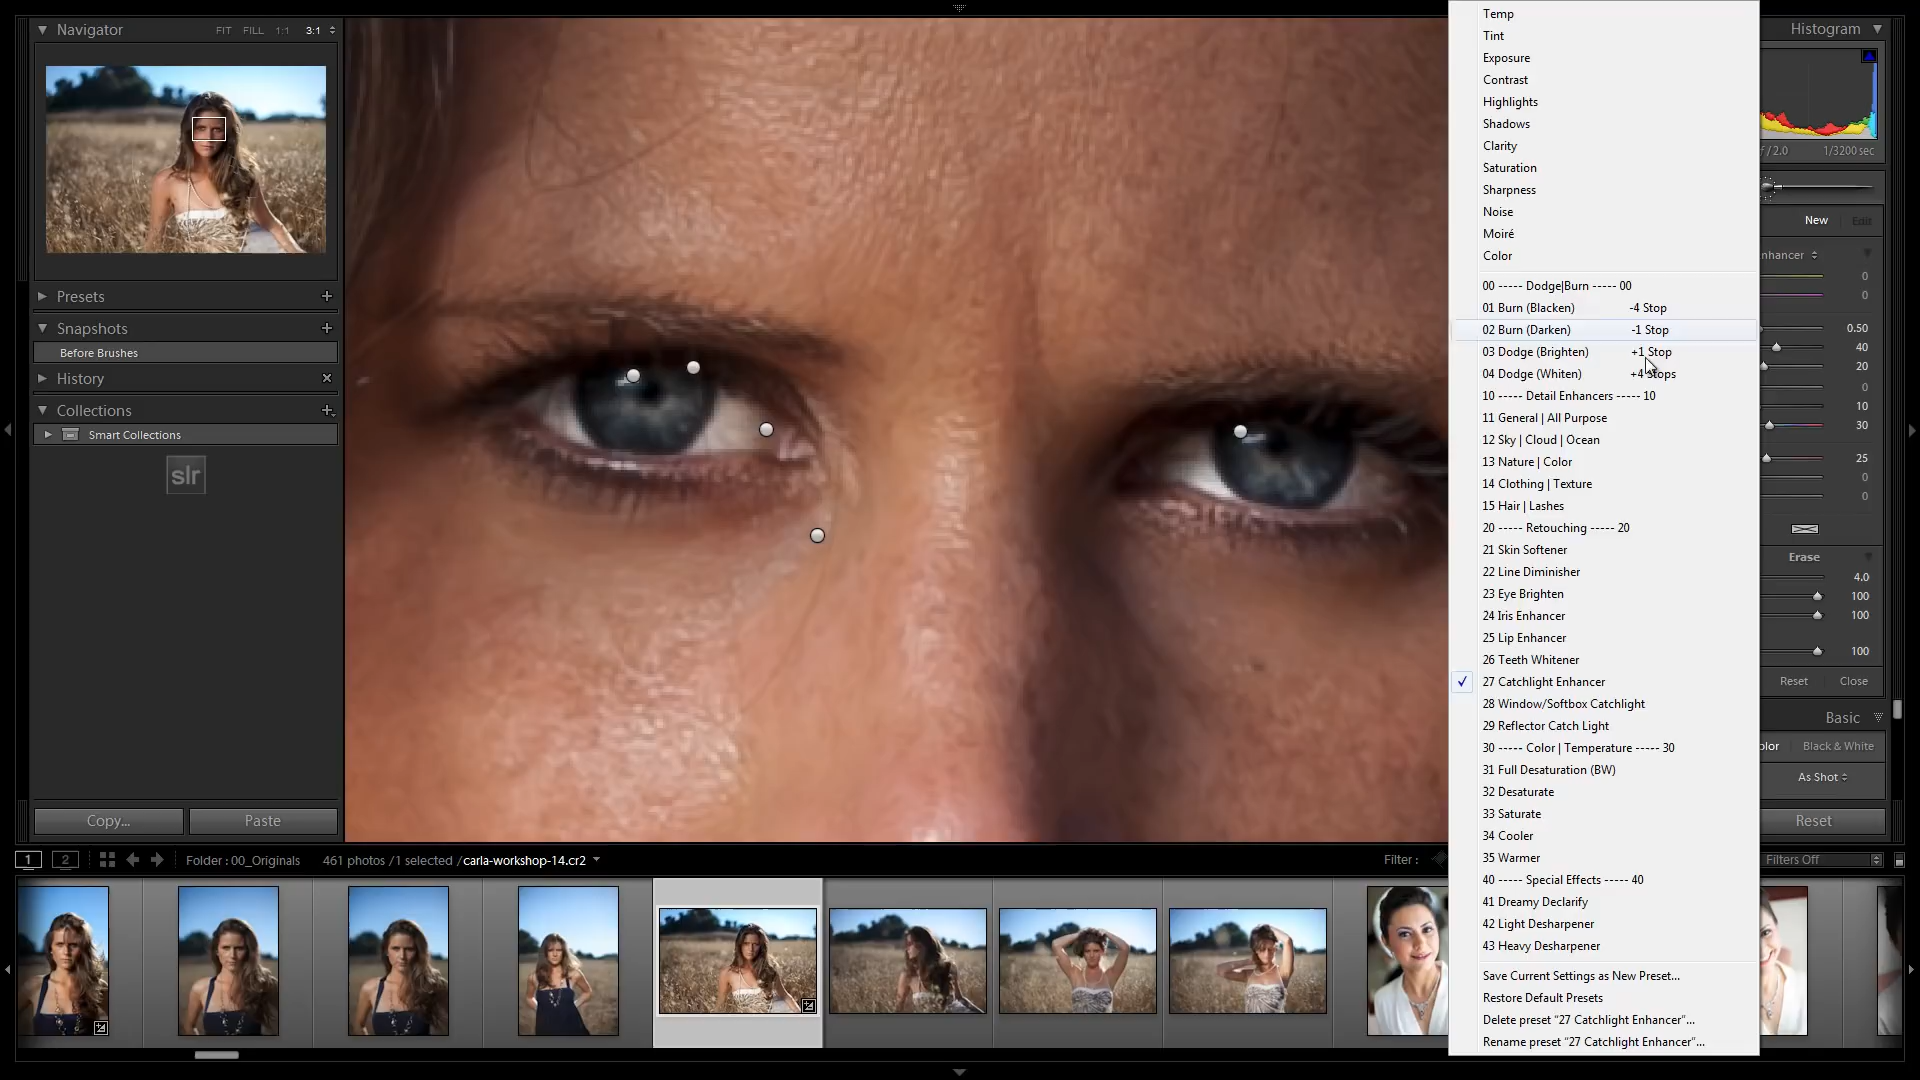 Navigator
FIT FILL 1:1 3:1
Presets
Snapshots
Before Brushes
History
Collections
Smart Collections
slr
Copy...
Paste
Temp
Tint
Exposure
Contrast
Highlights
Shadows
Clarity
Saturation
Sharpness
Noise
Moiré
Color
00 ----- Dodge|Burn ----- 00
01 Burn (Blacken) -4 Stop
02 Burn (Darken) -1 Stop
03 Dodge (Brighten) +1 Stop
04 Dodge (Whiten) +4 Stops
10 ----- Detail Enhancers ----- 10
11 General | All Purpose
12 Sky | Cloud | Ocean
13 Nature | Color
14 Clothing | Texture
15 Hair | Lashes
20 ----- Retouching ----- 20
21 Skin Softener
22 Line Diminisher
23 Eye Brighten
24 Iris Enhancer
25 Lip Enhancer
26 Teeth Whitener
27 Catchlight Enhancer
28 Window/Softbox Catchlight
29 Reflector Catch Light
30 ----- Color | Temperature ----- 30
31 Full Desaturation (BW)
32 Desaturate
33 Saturate
34 Cooler
35 Warmer
40 ----- Special Effects ----- 40
41 Dreamy Declarify
42 Light Desharpener
43 Heavy Desharpener
Save Current Settings as New Preset...
Restore Default Presets
Delete preset “27 Catchlight Enhancer”...
Rename preset “27 Catchlight Enhancer”...
Histogram
f / 2.0 1/3200 sec
New Edit
nhancer
0
0
0.50
40
20
0
10
30
25
0
0
Erase
4.0
100
100
100
Reset Close
Basic
olor Black & White
As Shot
Reset
1 2 Folder : 00_Originals 461 photos / 1 selected / carla-workshop-14.cr2 Filter : Filters Off